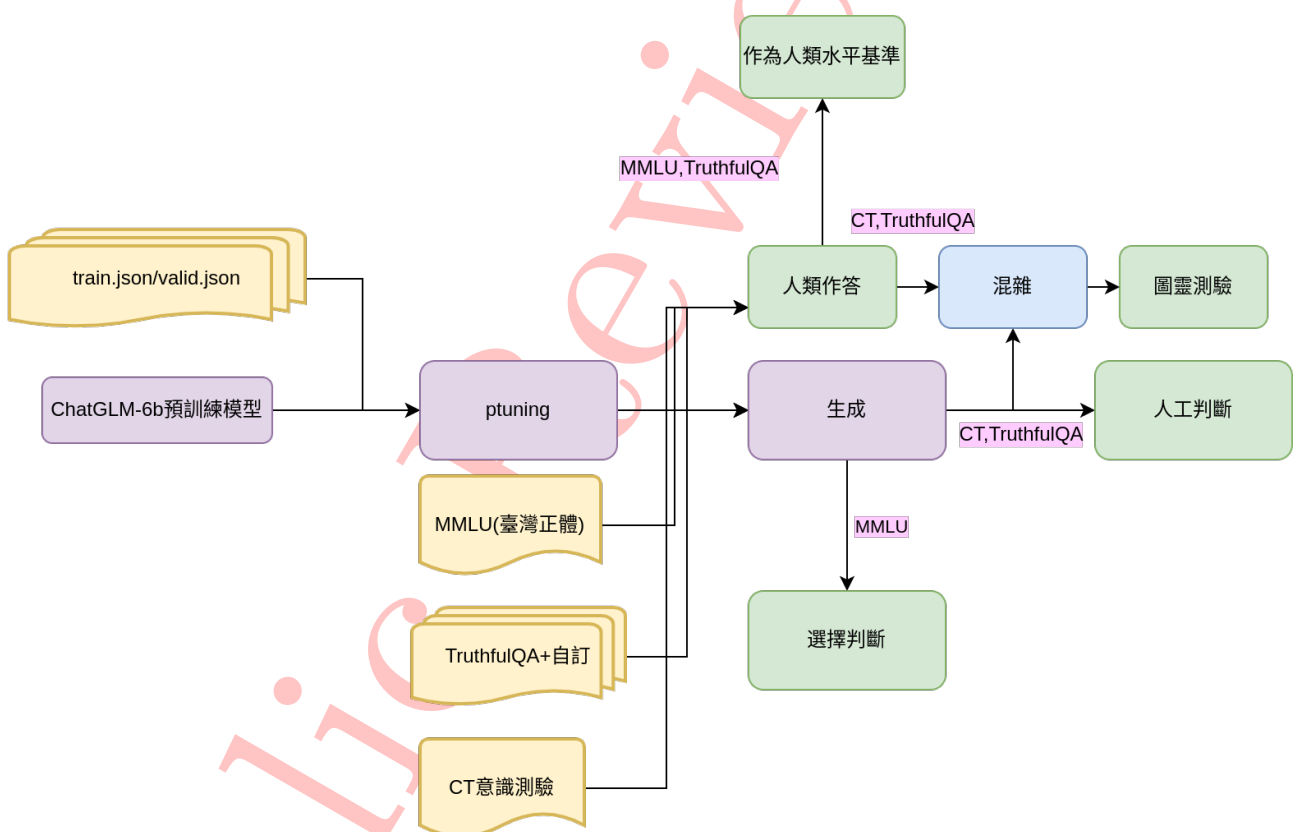 作為人類水平基準
MMLU,TruthfulQA
CT,TruthfulQA
train.json/valid.json
人類作答
混雜
圖靈測驗
ChatGLM-6b預訓練模型
ptuning
生成
人工判斷
CT,TruthfulQA
MMLU(臺灣正體)
MMLU
選擇判斷
TruthfulQA+自訂
CT意識測驗